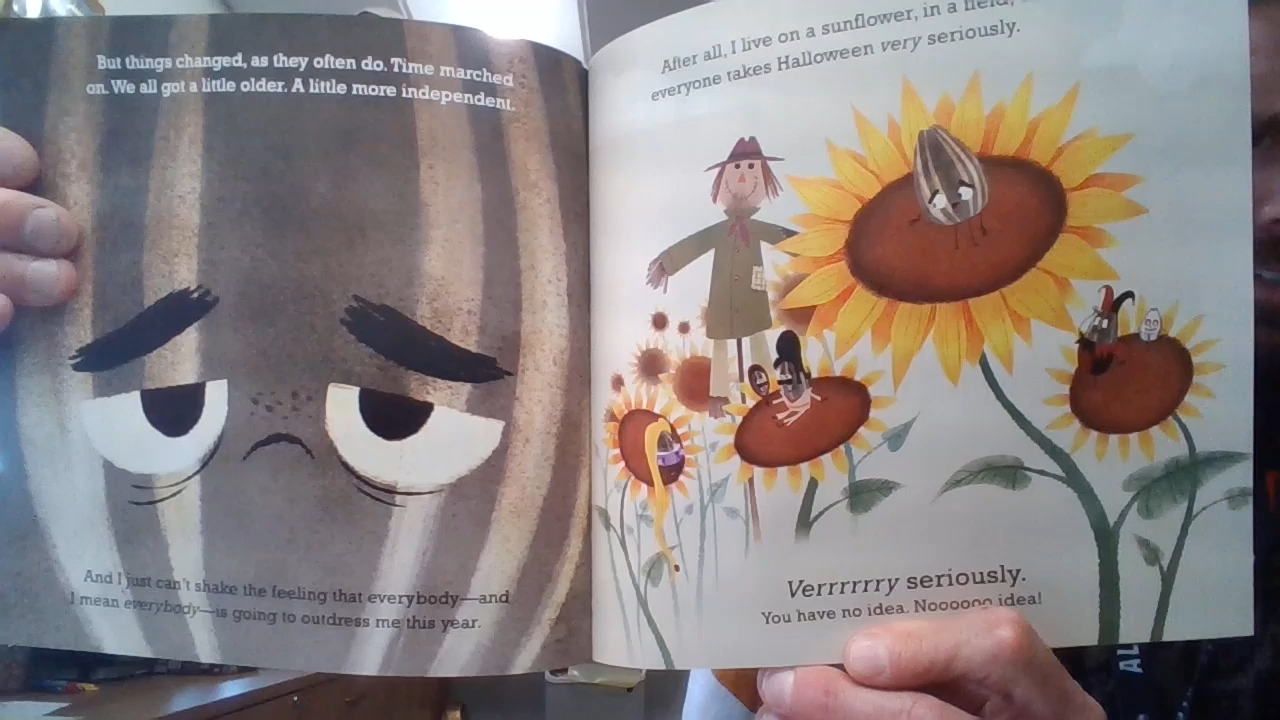 But things changed, as they often do. Time marched
on. We all got a little older. A little more independent.
And I just can't shake the feeling that everybody—and
I mean everybody—is going to outdress me this year.
After all, I live on a sunflower, in a field,
everyone takes Halloween very seriously.
Verrrrrry seriously.
You have no idea. Noooooo idea!
AL